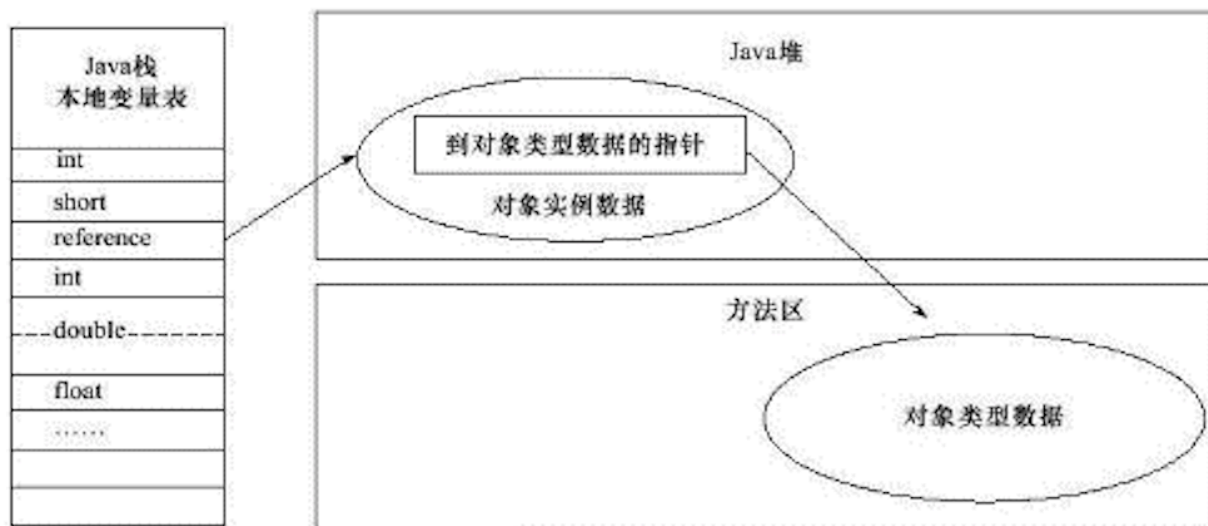 Java栈
本地变量表
int
short
reference
int
double
float
……
Java堆
到对象类型数据的指针
对象实例数据
方法区
对象类型数据